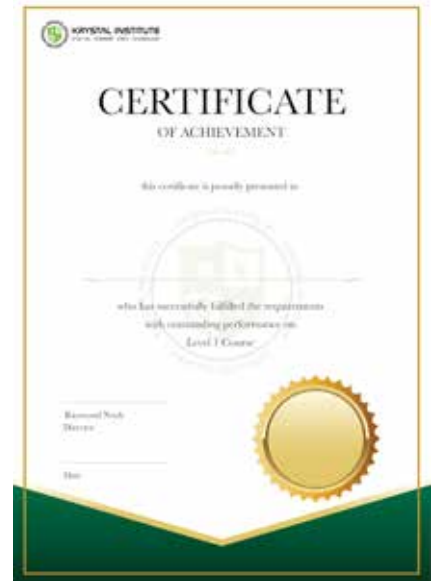 KRYSTAL INSTITUTE
CERTIFICATE
OF ACHIEVEMENT
this certificate is proudly presented to
who has successfully fulfilled the requirements
with outstanding performance on
Level 1 Course
Raymond
Director
Date